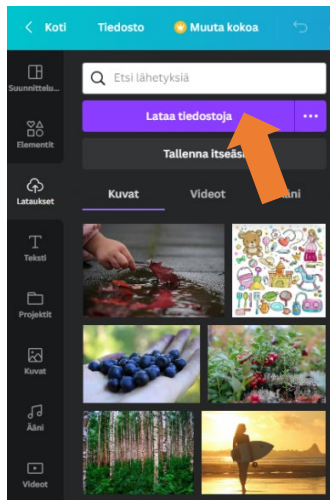 Koti Tiedosto Muuta kokoa
Suunnittelu...
Etsi lähetyksiä
Lataa tiedostoja
Elementit
Tallenna itseäsi
Lataukset
Kuvat Videot Ääni
Teksti
Projektit
Kuvat
Ääni
Videot